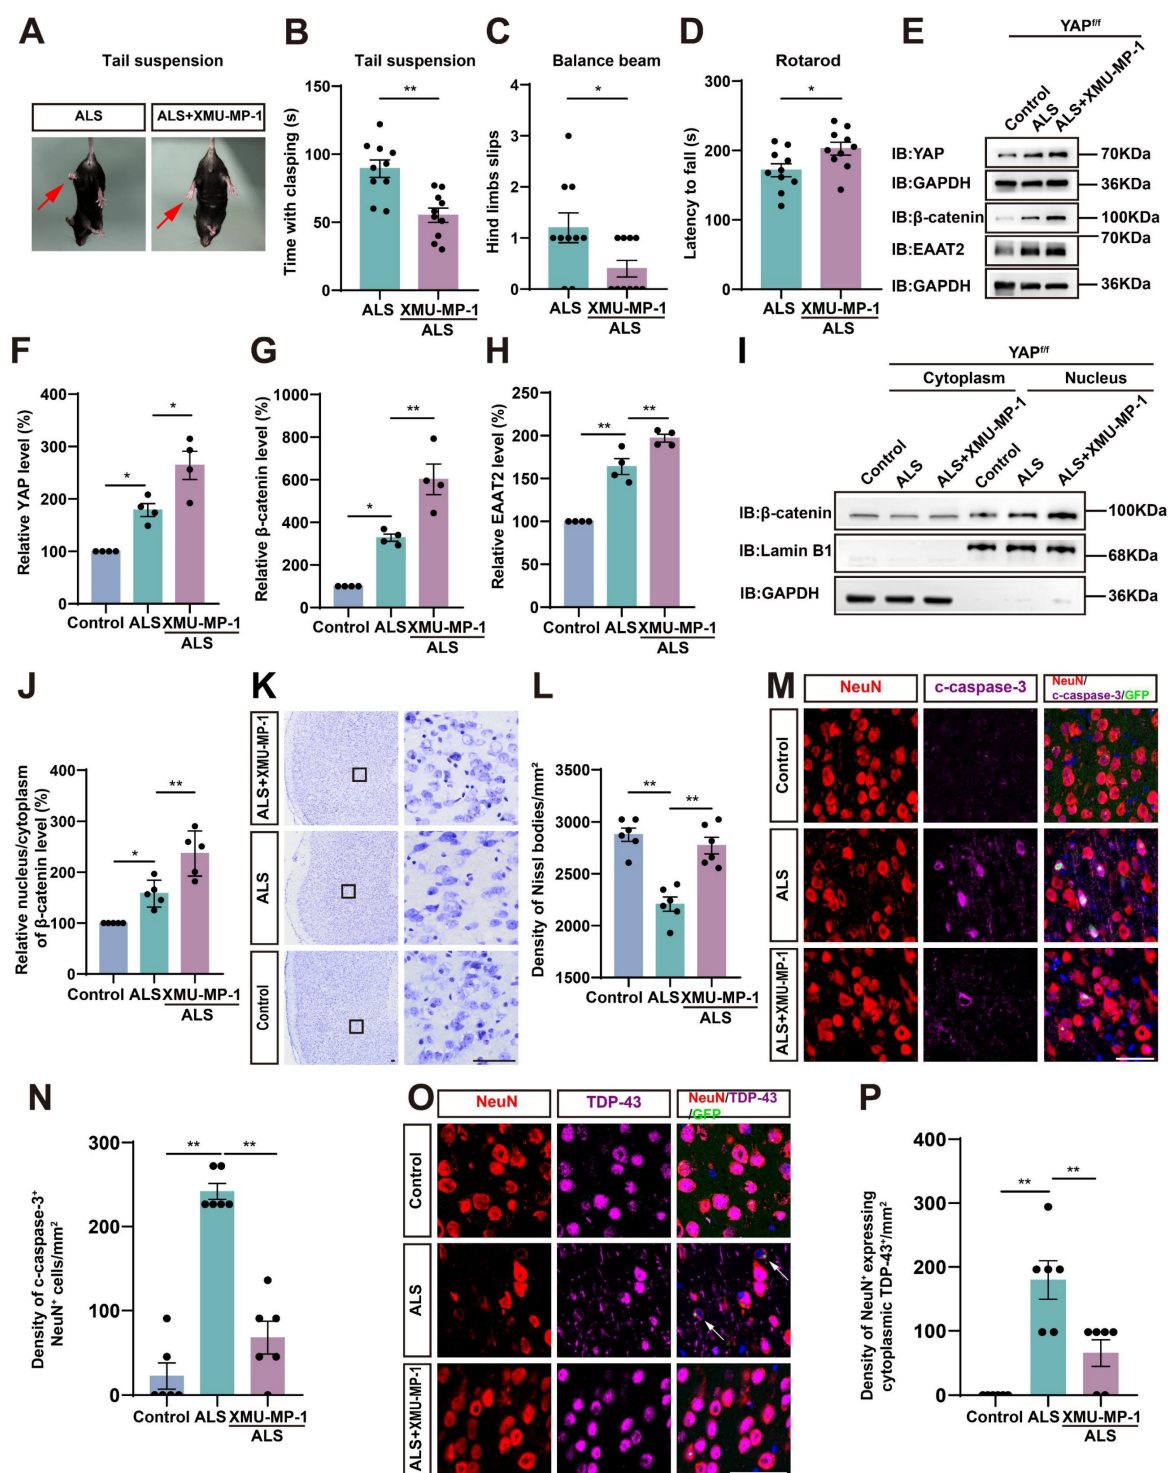 A
Tail suspension
ALS
ALS+XMU-MP-1
B
Tail suspension
**
Time with clasping (s)
150
100
50
0
ALS
XMU-MP-1
ALS
C
Balance beam
*
Hind limbs slips
4
3
2
1
0
ALS
XMU-MP-1
ALS
D
Rotarod
*
Latency to fall (s)
300
200
100
0
ALS
XMU-MP-1
ALS
E
YAPf/f
Control
ALS
ALS+XMU-MP-1
IB:YAP
70KDa
IB:GAPDH
36KDa
IB:β-catenin
100KDa
70KDa
IB:EAAT2
IB:GAPDH
36KDa
F
Relative YAP level (%)
400
300
200
100
0
*
*
Control
ALS
XMU-MP-1
ALS
G
Relative β-catenin level (%)
1000
800
600
400
200
0
*
**
Control
ALS
XMU-MP-1
ALS
H
Relative EAAT2 level (%)
250
200
150
100
50
0
**
**
Control
ALS
XMU-MP-1
ALS
I
YAPf/f
Cytoplasm
Nucleus
Control
ALS
ALS+XMU-MP-1
Control
ALS
ALS+XMU-MP-1
IB:β-catenin
100KDa
IB:Lamin B1
68KDa
IB:GAPDH
36KDa
J
Relative nucleus/cytoplasm
of β-catenin level (%)
400
300
200
100
0
*
**
Control
ALS
XMU-MP-1
ALS
K
ALS+XMU-MP-1
ALS
Control
L
Density of Nissl bodies/mm²
3500
3000
2500
2000
1500
**
**
Control
ALS
XMU-MP-1
ALS
M
NeuN
c-caspase-3
NeuN/
c-caspase-3/GFP
Control
ALS
ALS+XMU-MP-1
N
Density of c-caspase-3⁺
NeuN⁺ cells/mm²
300
200
100
0
**
**
Control
ALS
XMU-MP-1
ALS
O
NeuN
TDP-43
NeuN/TDP-43
/GFP
Control
ALS
ALS+XMU-MP-1
P
Density of NeuN⁺ expressing
cytoplasmic TDP-43⁺/mm²
400
300
200
100
0
**
**
Control
ALS
XMU-MP-1
ALS